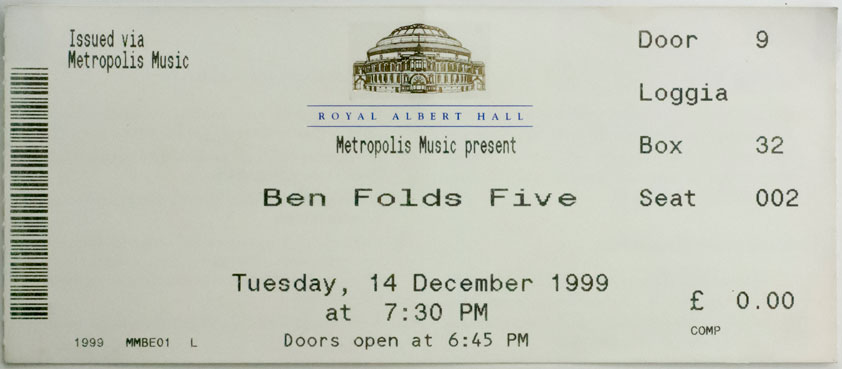 Issued via
Metropolis Music
ROYAL ALBERT HALL
Metropolis Music present
Ben Folds Five
Tuesday, 14 December 1999
at 7:30 PM
Doors open at 6:45 PM
1999 MMBE01 L
Door 9
Loggia
Box 32
Seat 002
£ 0.00
COMP